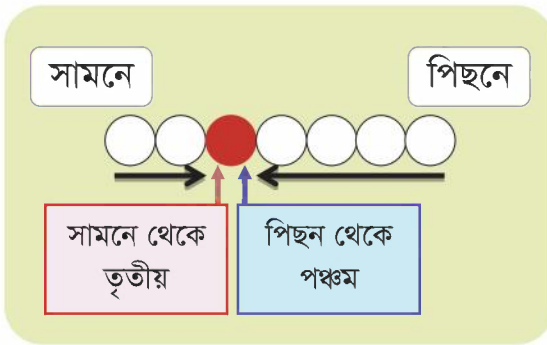 সামনে
পিছনে
সামনে থেকে
তৃতীয়
পিছন থেকে
পঞ্চম